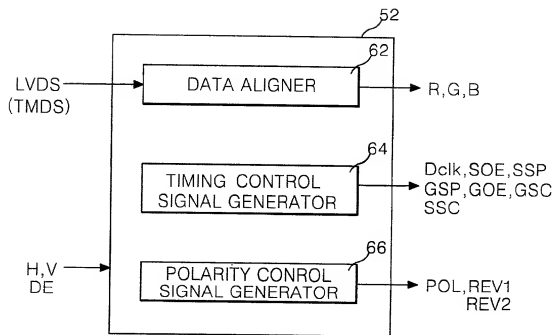 52
62
LVDS
(TMDS)
DATA ALIGNER
R,G,B
64
TIMING CONTROL
SIGNAL GENERATOR
Dclk,SOE,SSP
GSP,GOE,GSC
SSC
66
H,V
DE
POLARITY CONROL
SIGNAL GENERATOR
POL,REV1
REV2